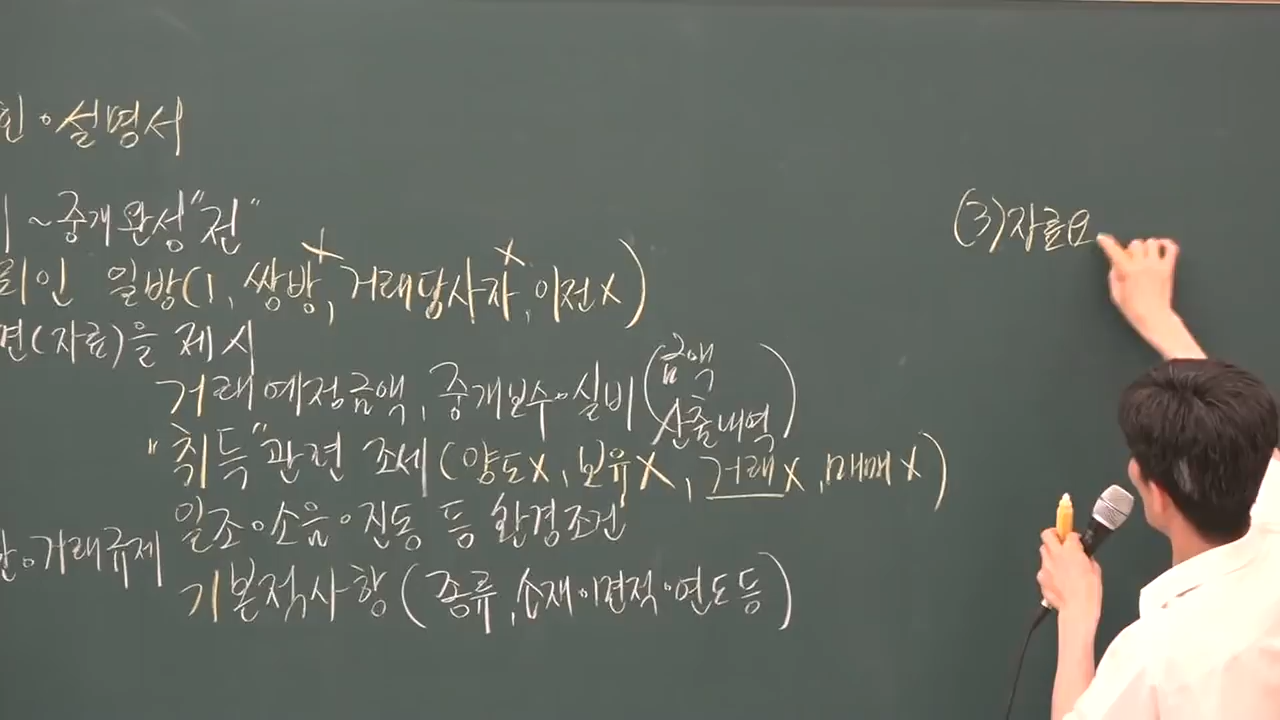 인·설명서
~중개완성"전"
뢰인 일방(1, 쌍방x, 거래당사자x, 이전x)
면(자료)을 제시
거래예정금액, 중개보수·실비(금액
산출내역)
"취득"관련 조세(양도x, 보유x, 거래x, 매매x)
일조·소음·진동 등 환경조건
·거래규제
기본적사항(종류, 소재·면적·연도등)
(3)자료요